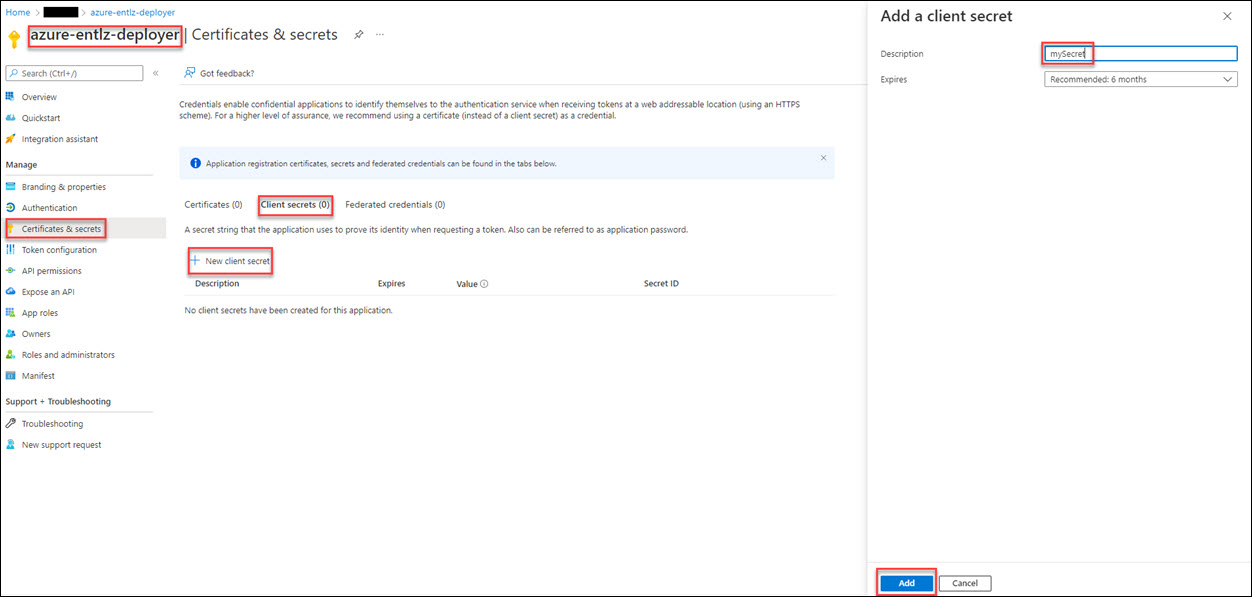 Home > azure-entlz-deployer
azure-entlz-deployer | Certificates & secrets
Search (Ctrl+/)
Overview
Quickstart
Integration assistant
Manage
Branding & properties
Authentication
Certificates & secrets
Token configuration
API permissions
Expose an API
App roles
Owners
Roles and administrators
Manifest
Support + Troubleshooting
Troubleshooting
New support request
Got feedback?
Credentials enable confidential applications to identify themselves to the authentication service when receiving tokens at a web addressable location (using an HTTPS
scheme). For a higher level of assurance, we recommend using a certificate (instead of a client secret) as a credential.
Application registration certificates, secrets and federated credentials can be found in the tabs below.
Certificates (0) Client secrets (0) Federated credentials (0)
A secret string that the application uses to prove its identity when requesting a token. Also can be referred to as application password.
New client secret
Description Expires Value Secret ID
No client secrets have been created for this application.
Add a client secret
Description mySecret
Expires Recommended: 6 months
Add Cancel